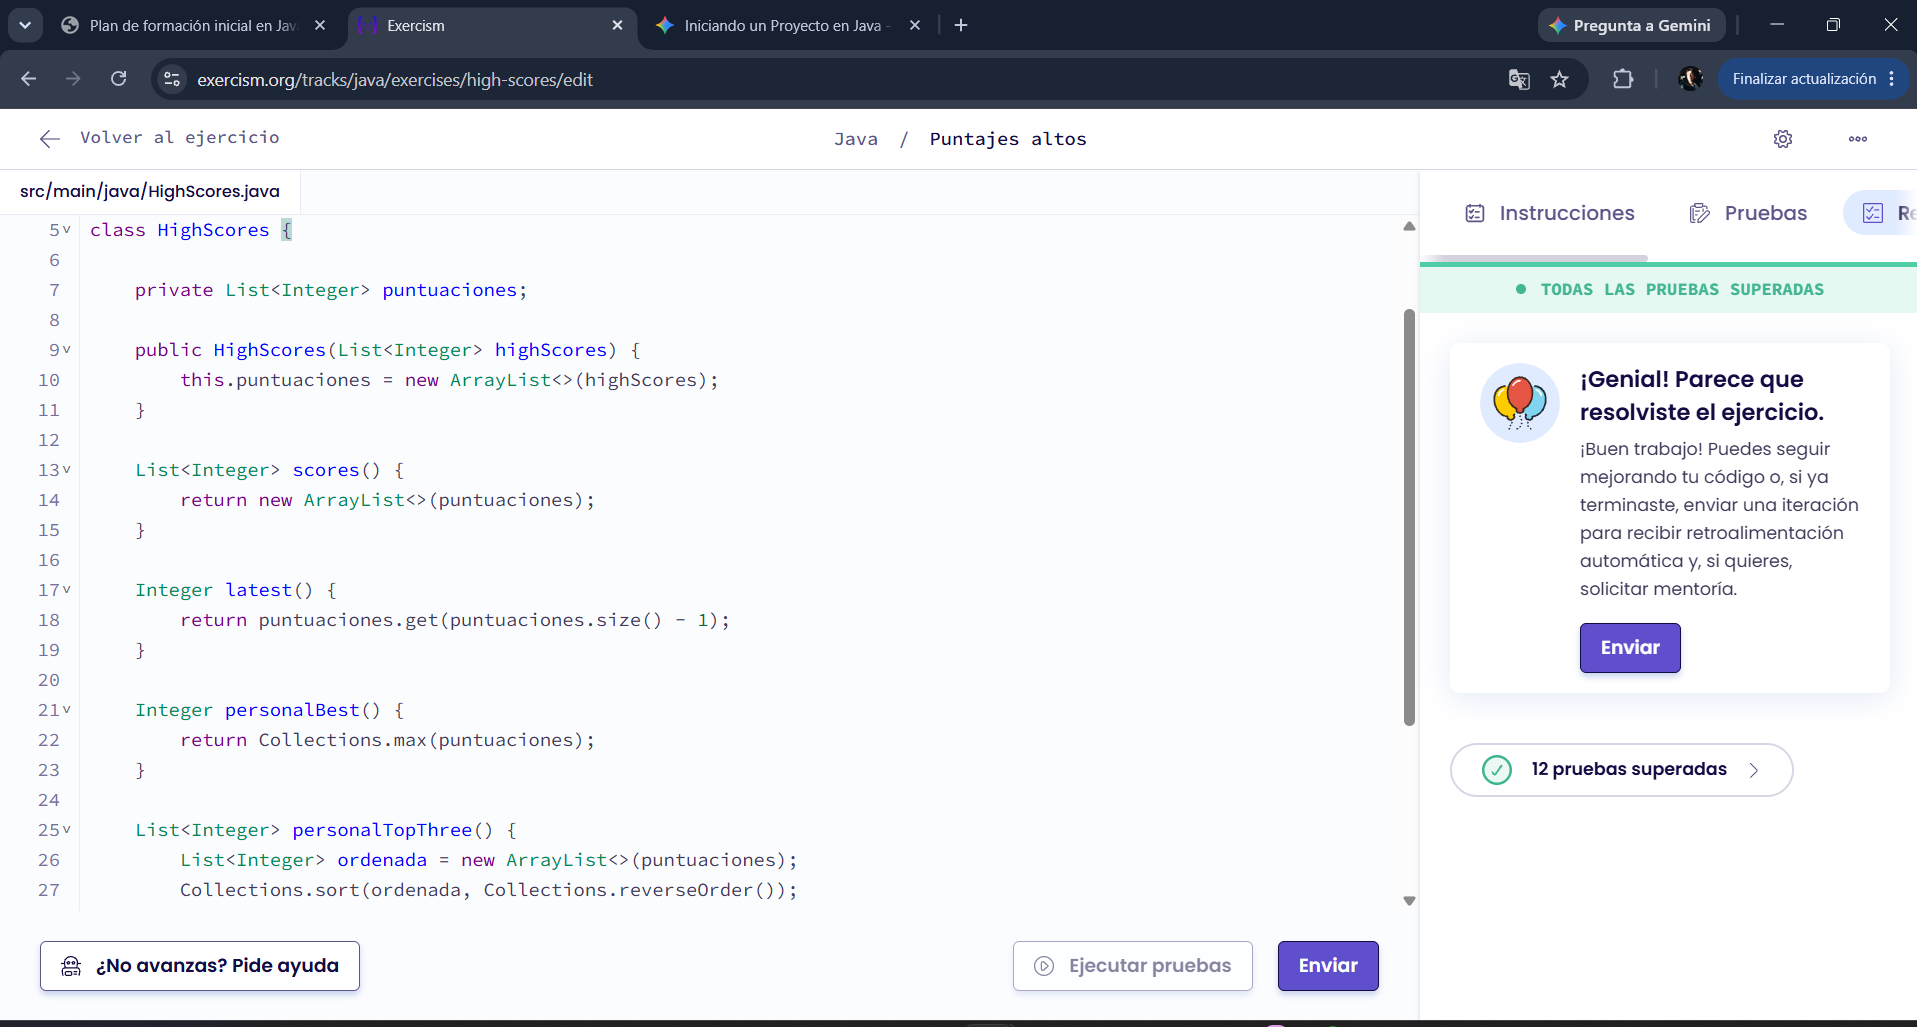 Plan de formación inicial en Jav
Exercism
Iniciando un Proyecto en Java -
Pregunta a Gemini
exercism.org/tracks/java/exercises/high-scores/edit
Finalizar actualización
Volver al ejercicio
Java / Puntajes altos
src/main/java/HighScores.java
Instrucciones
Pruebas
Re
5 class HighScores {
6
7 private List<Integer> puntuaciones;
8
9 public HighScores(List<Integer> highScores) {
10 this.puntuaciones = new ArrayList<>(highScores);
11 }
12
13 List<Integer> scores() {
14 return new ArrayList<>(puntuaciones);
15 }
16
17 Integer latest() {
18 return puntuaciones.get(puntuaciones.size() - 1);
19 }
20
21 Integer personalBest() {
22 return Collections.max(puntuaciones);
23 }
24
25 List<Integer> personalTopThree() {
26 List<Integer> ordenada = new ArrayList<>(puntuaciones);
27 Collections.sort(ordenada, Collections.reverseOrder());
TODAS LAS PRUEBAS SUPERADAS
¡Genial! Parece que
resolviste el ejercicio.
¡Buen trabajo! Puedes seguir
mejorando tu código o, si ya
terminaste, enviar una iteración
para recibir retroalimentación
automática y, si quieres,
solicitar mentoría.
Enviar
12 pruebas superadas
¿No avanzas? Pide ayuda
Ejecutar pruebas
Enviar